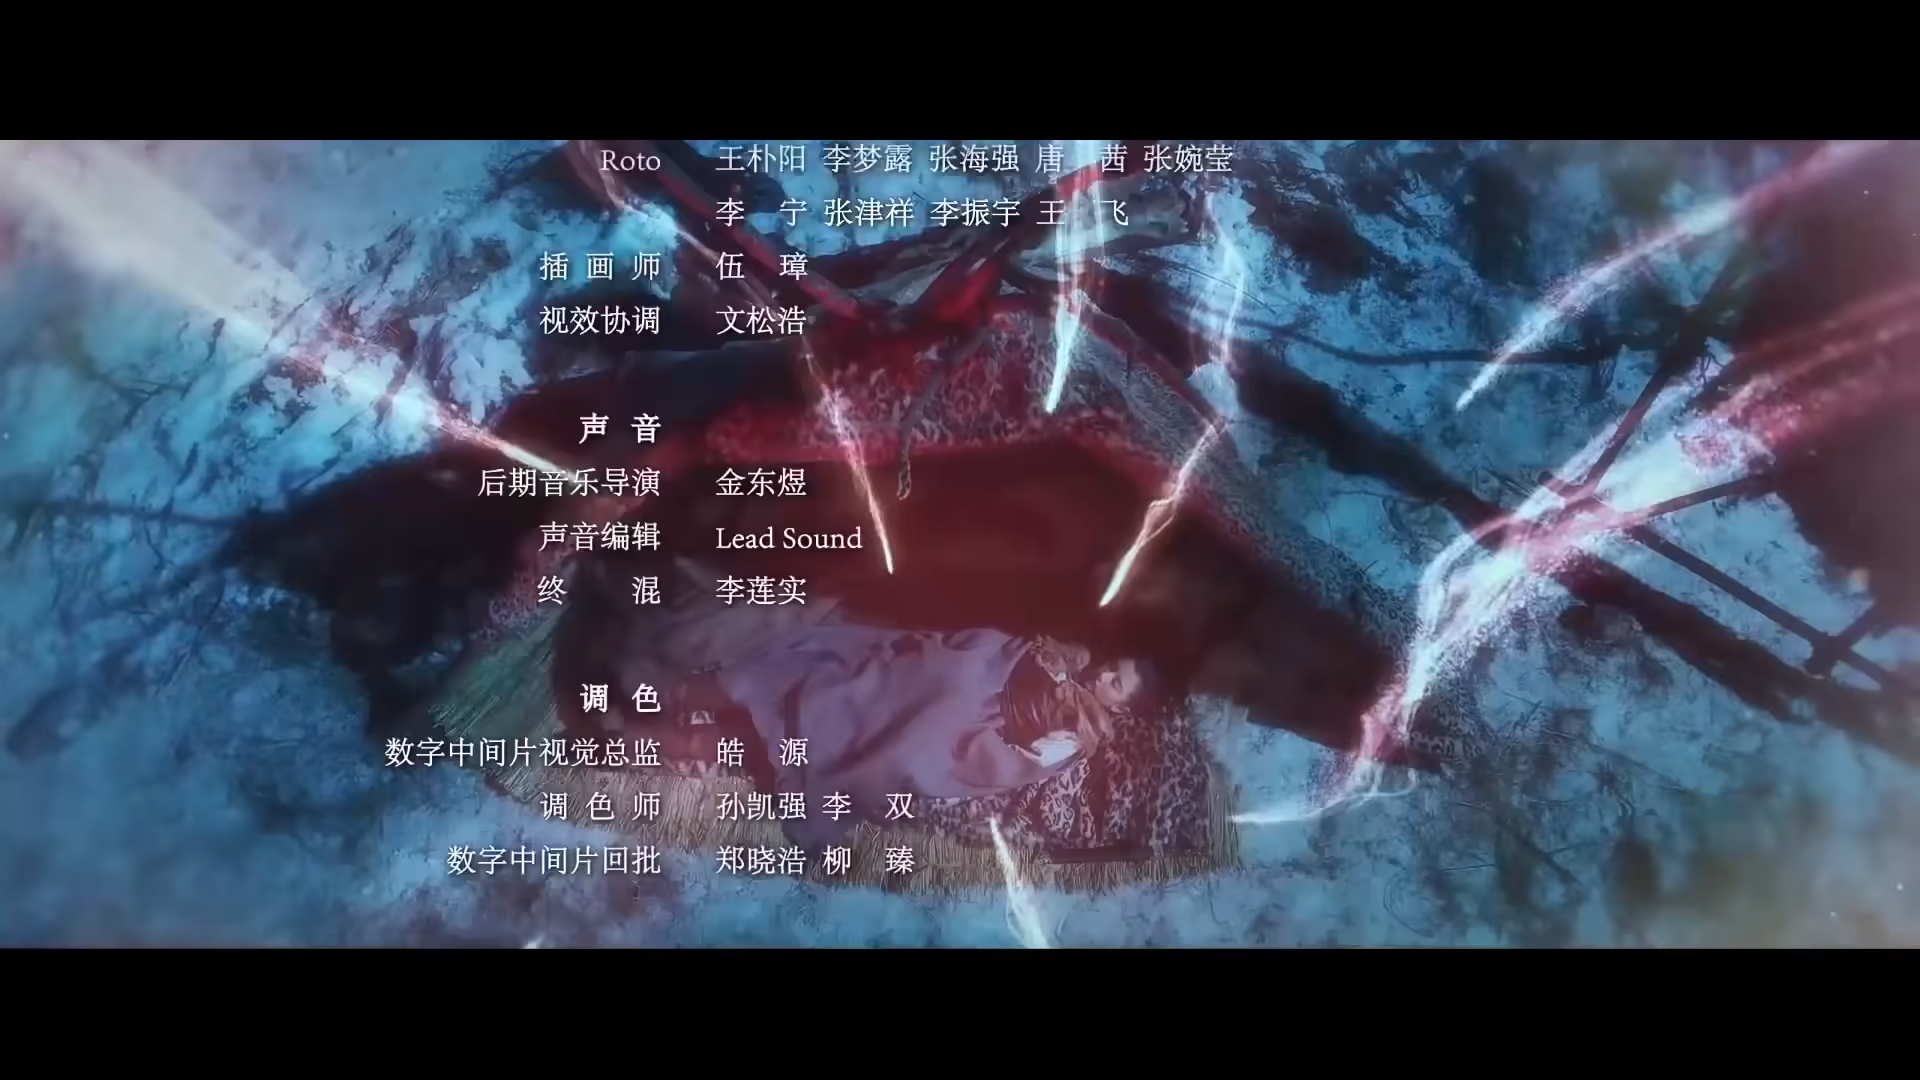 Roto 王朴阳 李梦露 张海强 唐 茜 张婉莹
李 宁 张津祥 李振宇 王 飞
插画师 伍 璋
视效协调 文松浩
声音
后期音乐导演 金东煜
声音编辑 Lead Sound
终混 李莲实
调色
数字中间片视觉总监 皓 源
调色师 孙凯强 李 双
数字中间片回批 郑晓浩 柳 臻